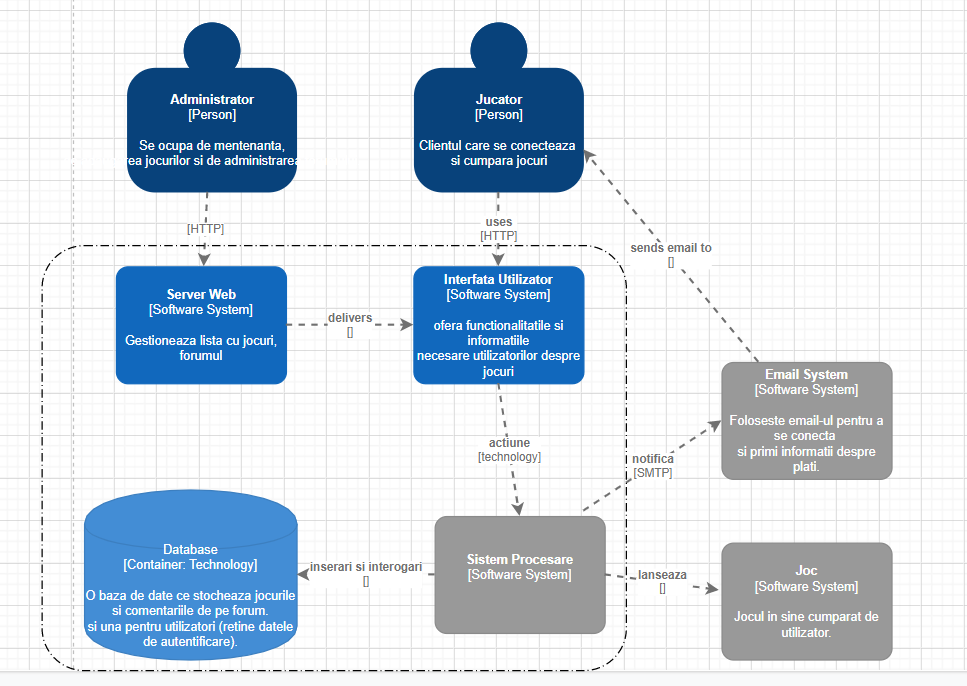 Administrator
[Person]
Se ocupa de mentenanta,
jocurilor si de administrarea
Jucator
[Person]
Clientul care se conecteaza
si cumpara jocuri
[HTTP]
uses
[HTTP]
sends email to
[]
Server Web
[Software System]
Gestioneaza lista cu jocuri,
forumul
delivers
[]
Interfata Utilizator
[Software System]
ofera functionalitatile si
informatiile
necesare utilizatorilor despre
jocuri
Email System
[Software System]
Foloseste email-ul pentru a
se conecta
si primi informatii despre
plati.
actiune
[technology]
notifica
[SMTP]
Database
[Container: Technology]
O baza de date ce stocheaza jocurile
si comentariile de pe forum.
si una pentru utilizatori (retine datele
de autentificare).
inserari si interogari
[]
Sistem Procesare
[Software System]
lanseaza
[]
Joc
[Software System]
Jocul in sine cumparat de
utilizator.